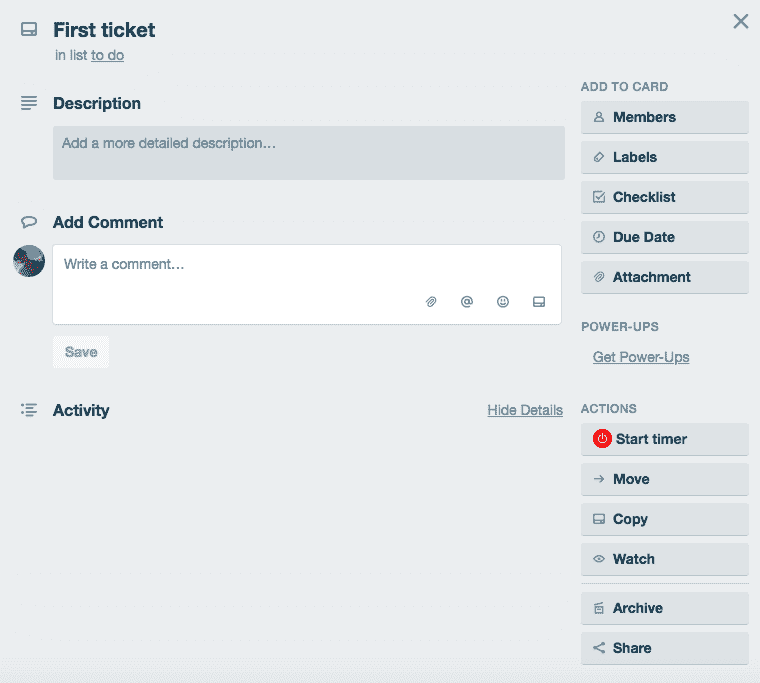 First ticket
in list to do
Description
Add a more detailed description...
Add Comment
Write a comment...
@
Save
Activity
Hide Details
ADD TO CARD
Members
Labels
Checklist
Due Date
Attachment
POWER-UPS
Get Power-Ups
ACTIONS
Start timer
Move
Copy
Watch
Archive
Share